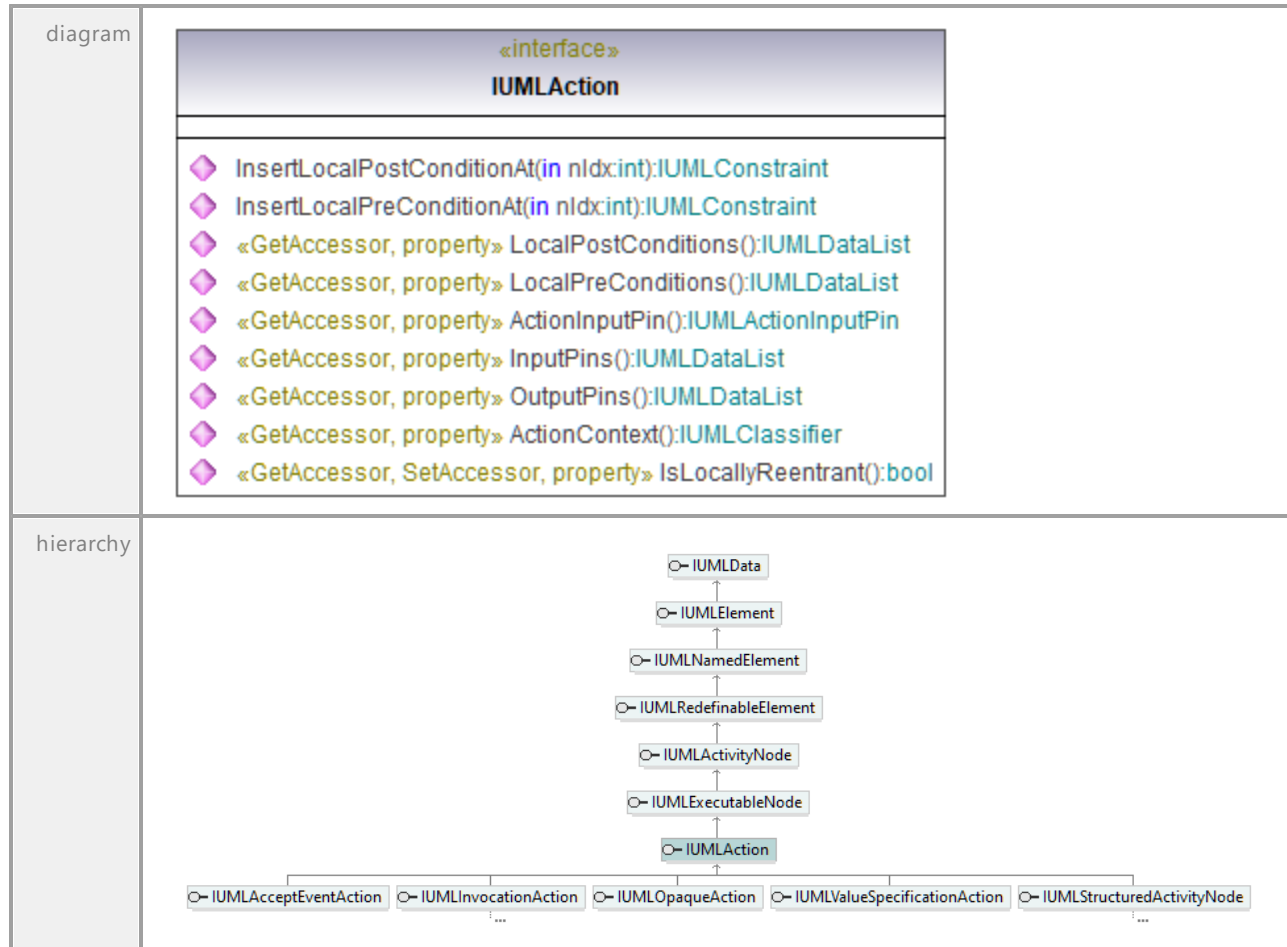 diagram
«interface»
IUMLAction
InsertLocalPostConditionAt(in nIdx:int):IUMLConstraint
InsertLocalPreConditionAt(in nIdx:int):IUMLConstraint
«GetAccessor, property» LocalPostConditions():IUMLDataList
«GetAccessor, property» LocalPreConditions():IUMLDataList
«GetAccessor, property» ActionInputPin():IUMLActionInputPin
«GetAccessor, property» InputPins():IUMLDataList
«GetAccessor, property» OutputPins():IUMLDataList
«GetAccessor, property» ActionContext():IUMLClassifier
«GetAccessor, SetAccessor, property» IsLocallyReentrant():bool
hierarchy
IUMLData
IUMLElement
IUMLNamedElement
IUMLRedefinableElement
IUMLActivityNode
IUMLExecutableNode
IUMLAction
IUMLAcceptEventAction IUMLInvocationAction IUMLOpaqueAction IUMLValueSpecificationAction IUMLStructuredActivityNode
... ...